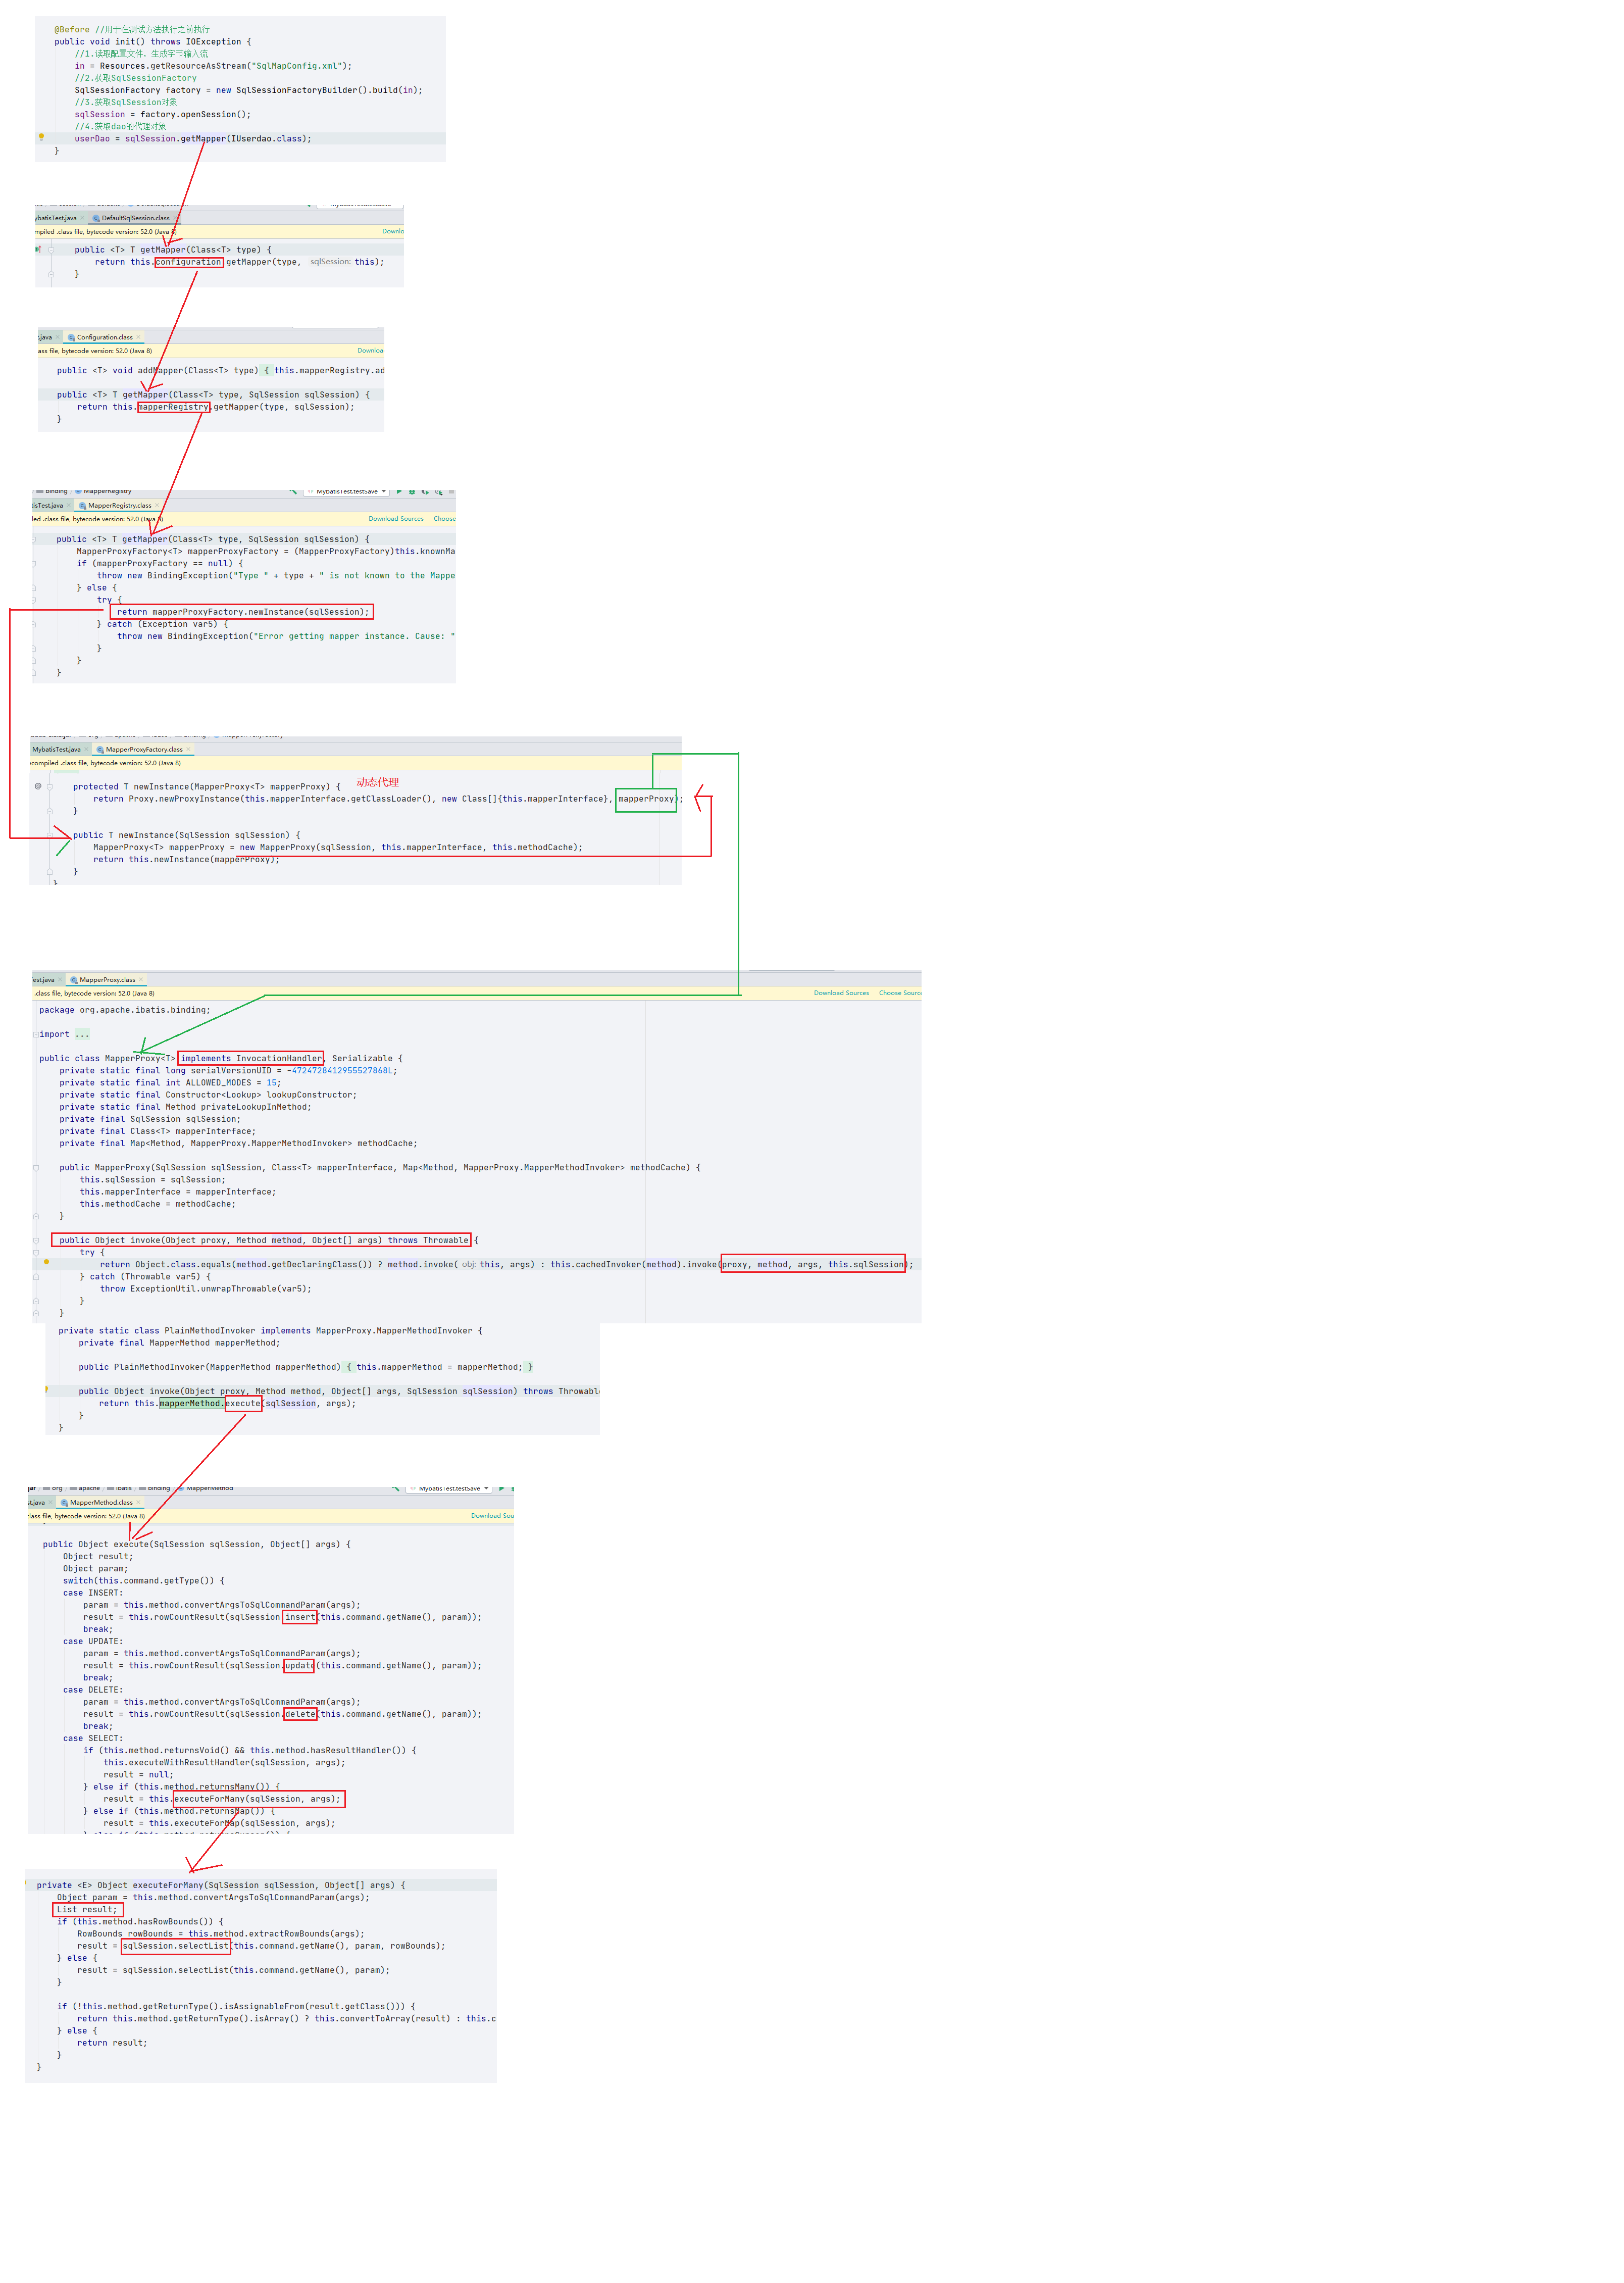 @Before //用于在测试方法执行之前执行
public void init() throws IOException {
//1.读取配置文件，生成字节输入流
in = Resources.getResourceAsStream("SqlMapConfig.xml");
//2.获取SqlSessionFactory
SqlSessionFactory factory = new SqlSessionFactoryBuilder().build(in);
//3.获取SqlSession对象
sqlSession = factory.openSession();
//4.获取dao的代理对象
userDao = sqlSession.getMapper(IUserdao.class);
}
ybatisTest.java DefaultSqlSession.class
mpiled .class file, bytecode version: 52.0 (Java 8) Downlo
public <T> T getMapper(Class<T> type) {
return this.configuration.getMapper(type, sqlSession: this);
}
.java Configuration.class
ass file, bytecode version: 52.0 (Java 8) Downloa
public <T> void addMapper(Class<T> type) { this.mapperRegistry.ad
public <T> T getMapper(Class<T> type, SqlSession sqlSession) {
return this.mapperRegistry.getMapper(type, sqlSession);
}
binding MapperRegistry MybatisTest.testSave
isTest.java MapperRegistry.class
led .class file, bytecode version: 52.0 (Java 8) Download Sources Choose
public <T> T getMapper(Class<T> type, SqlSession sqlSession) {
MapperProxyFactory<T> mapperProxyFactory = (MapperProxyFactory)this.knownMa
if (mapperProxyFactory == null) {
throw new BindingException("Type " + type + " is not known to the Mappe
} else {
try {
return mapperProxyFactory.newInstance(sqlSession);
} catch (Exception var5) {
throw new BindingException("Error getting mapper instance. Cause: "
}
}
}
MybatisTest.java MapperProxyFactory.class
compiled .class file, bytecode version: 52.0 (Java 8)
动态代理
protected T newInstance(MapperProxy<T> mapperProxy) {
return Proxy.newProxyInstance(this.mapperInterface.getClassLoader(), new Class[]{this.mapperInterface}, mapperProxy);
}
public T newInstance(SqlSession sqlSession) {
MapperProxy<T> mapperProxy = new MapperProxy(sqlSession, this.mapperInterface, this.methodCache);
return this.newInstance(mapperProxy);
}
}
est.java MapperProxy.class
.class file, bytecode version: 52.0 (Java 8) Download Sources Choose Sourc
package org.apache.ibatis.binding;
import ...
public class MapperProxy<T> implements InvocationHandler, Serializable {
private static final long serialVersionUID = -4724728412955527868L;
private static final int ALLOWED_MODES = 15;
private static final Constructor<Lookup> lookupConstructor;
private static final Method privateLookupInMethod;
private final SqlSession sqlSession;
private final Class<T> mapperInterface;
private final Map<Method, MapperProxy.MapperMethodInvoker> methodCache;
public MapperProxy(SqlSession sqlSession, Class<T> mapperInterface, Map<Method, MapperProxy.MapperMethodInvoker> methodCache) {
this.sqlSession = sqlSession;
this.mapperInterface = mapperInterface;
this.methodCache = methodCache;
}
public Object invoke(Object proxy, Method method, Object[] args) throws Throwable {
try {
return Object.class.equals(method.getDeclaringClass()) ? method.invoke( obj: this, args) : this.cachedInvoker(method).invoke(proxy, method, args, this.sqlSession);
} catch (Throwable var5) {
throw ExceptionUtil.unwrapThrowable(var5);
}
}
private static class PlainMethodInvoker implements MapperProxy.MapperMethodInvoker {
private final MapperMethod mapperMethod;
public PlainMethodInvoker(MapperMethod mapperMethod) { this.mapperMethod = mapperMethod; }
public Object invoke(Object proxy, Method method, Object[] args, SqlSession sqlSession) throws Throwabl
return this.mapperMethod.execute(sqlSession, args);
}
}
jar org apache ibatis binding MapperMethod MybatisTest.testSave
st.java MapperMethod.class
class file, bytecode version: 52.0 (Java 8) Download Sou
public Object execute(SqlSession sqlSession, Object[] args) {
Object result;
Object param;
switch(this.command.getType()) {
case INSERT:
param = this.method.convertArgsToSqlCommandParam(args);
result = this.rowCountResult(sqlSession.insert(this.command.getName(), param));
break;
case UPDATE:
param = this.method.convertArgsToSqlCommandParam(args);
result = this.rowCountResult(sqlSession.update(this.command.getName(), param));
break;
case DELETE:
param = this.method.convertArgsToSqlCommandParam(args);
result = this.rowCountResult(sqlSession.delete(this.command.getName(), param));
break;
case SELECT:
if (this.method.returnsVoid() && this.method.hasResultHandler()) {
this.executeWithResultHandler(sqlSession, args);
result = null;
} else if (this.method.returnsMany()) {
result = this.executeForMany(sqlSession, args);
} else if (this.method.returnsMap()) {
result = this.executeForMap(sqlSession, args);
private <E> Object executeForMany(SqlSession sqlSession, Object[] args) {
Object param = this.method.convertArgsToSqlCommandParam(args);
List result;
if (this.method.hasRowBounds()) {
RowBounds rowBounds = this.method.extractRowBounds(args);
result = sqlSession.selectList(this.command.getName(), param, rowBounds);
} else {
result = sqlSession.selectList(this.command.getName(), param);
}
if (!this.method.getReturnType().isAssignableFrom(result.getClass())) {
return this.method.getReturnType().isArray() ? this.convertToArray(result) : this.c
} else {
return result;
}
}